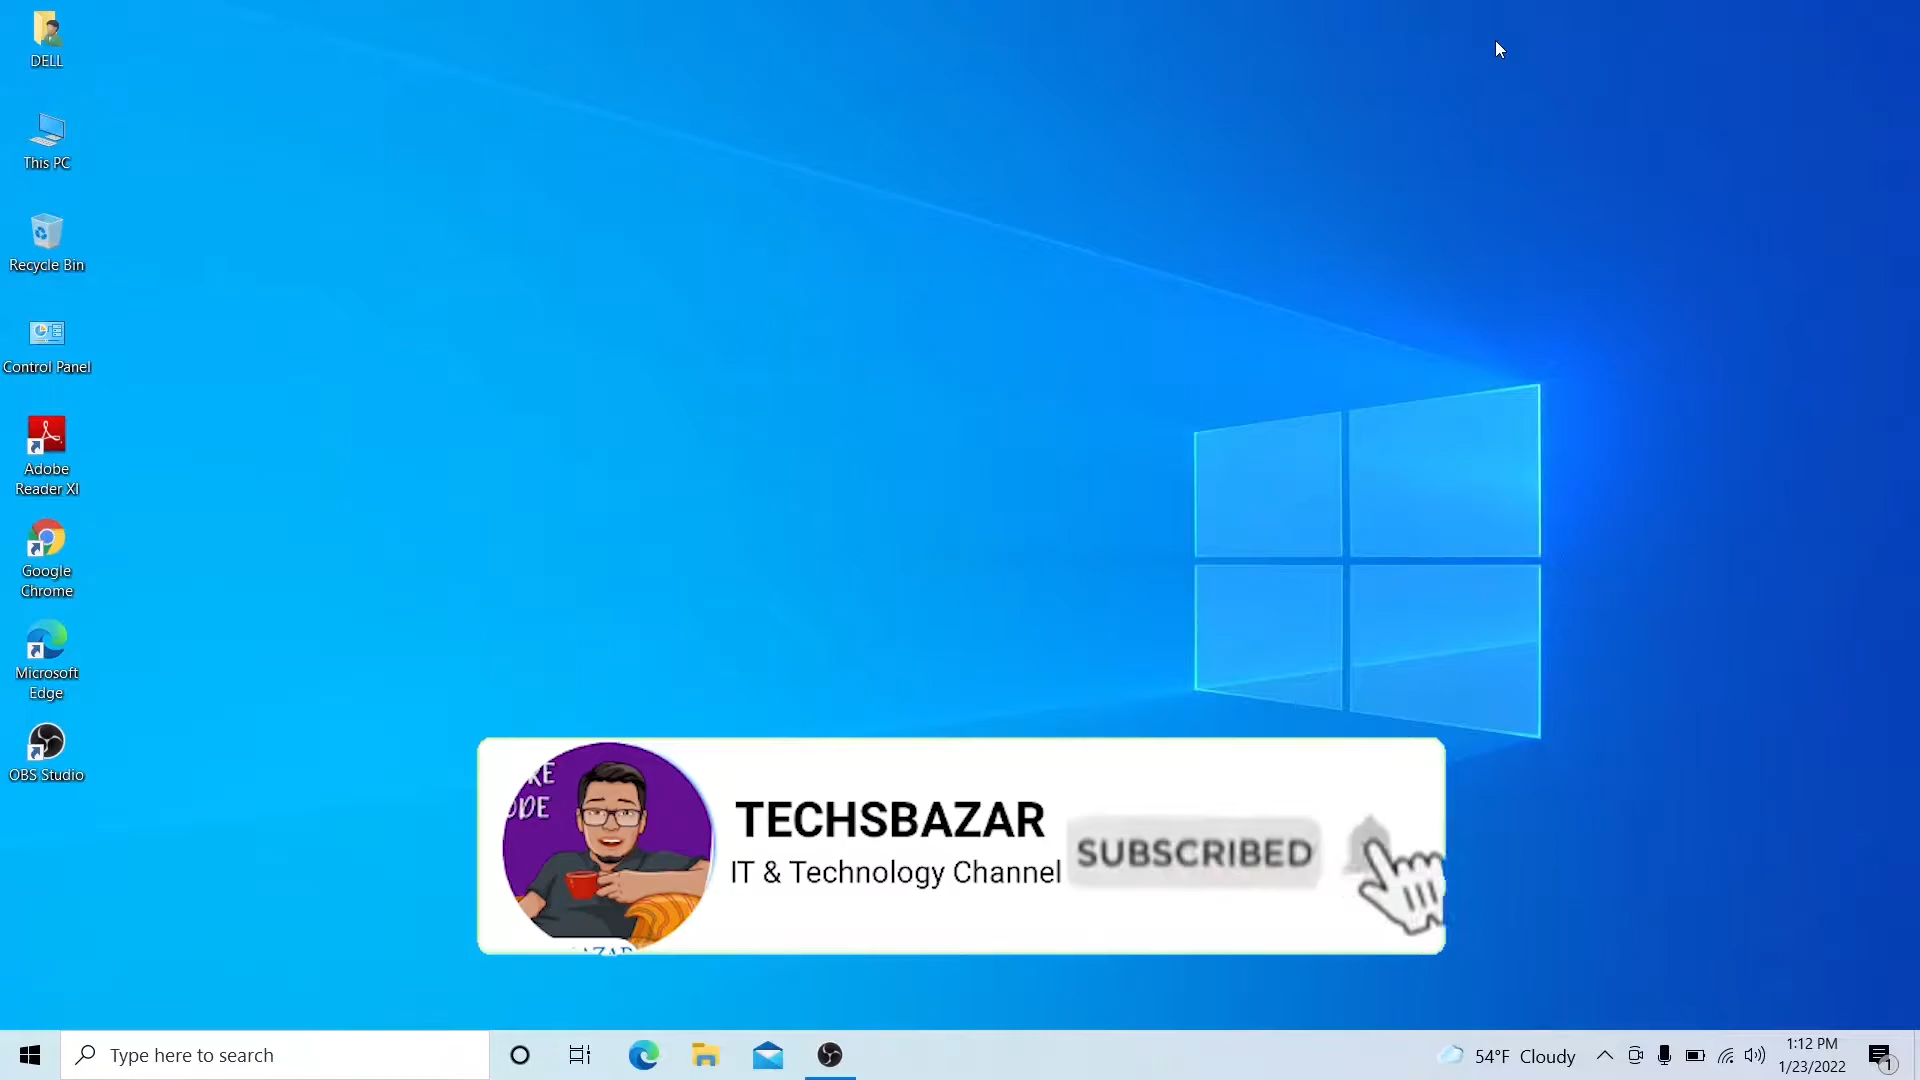 DELL
This PC
Recycle Bin
Control Panel
Adobe
Reader XI
Google
Chrome
Microsoft
Edge
OBS Studio
TECHSBAZAR
IT & Technology Channel
SUBSCRIBED
Type here to search
54°F Cloudy
1:12 PM
1/23/2022
1